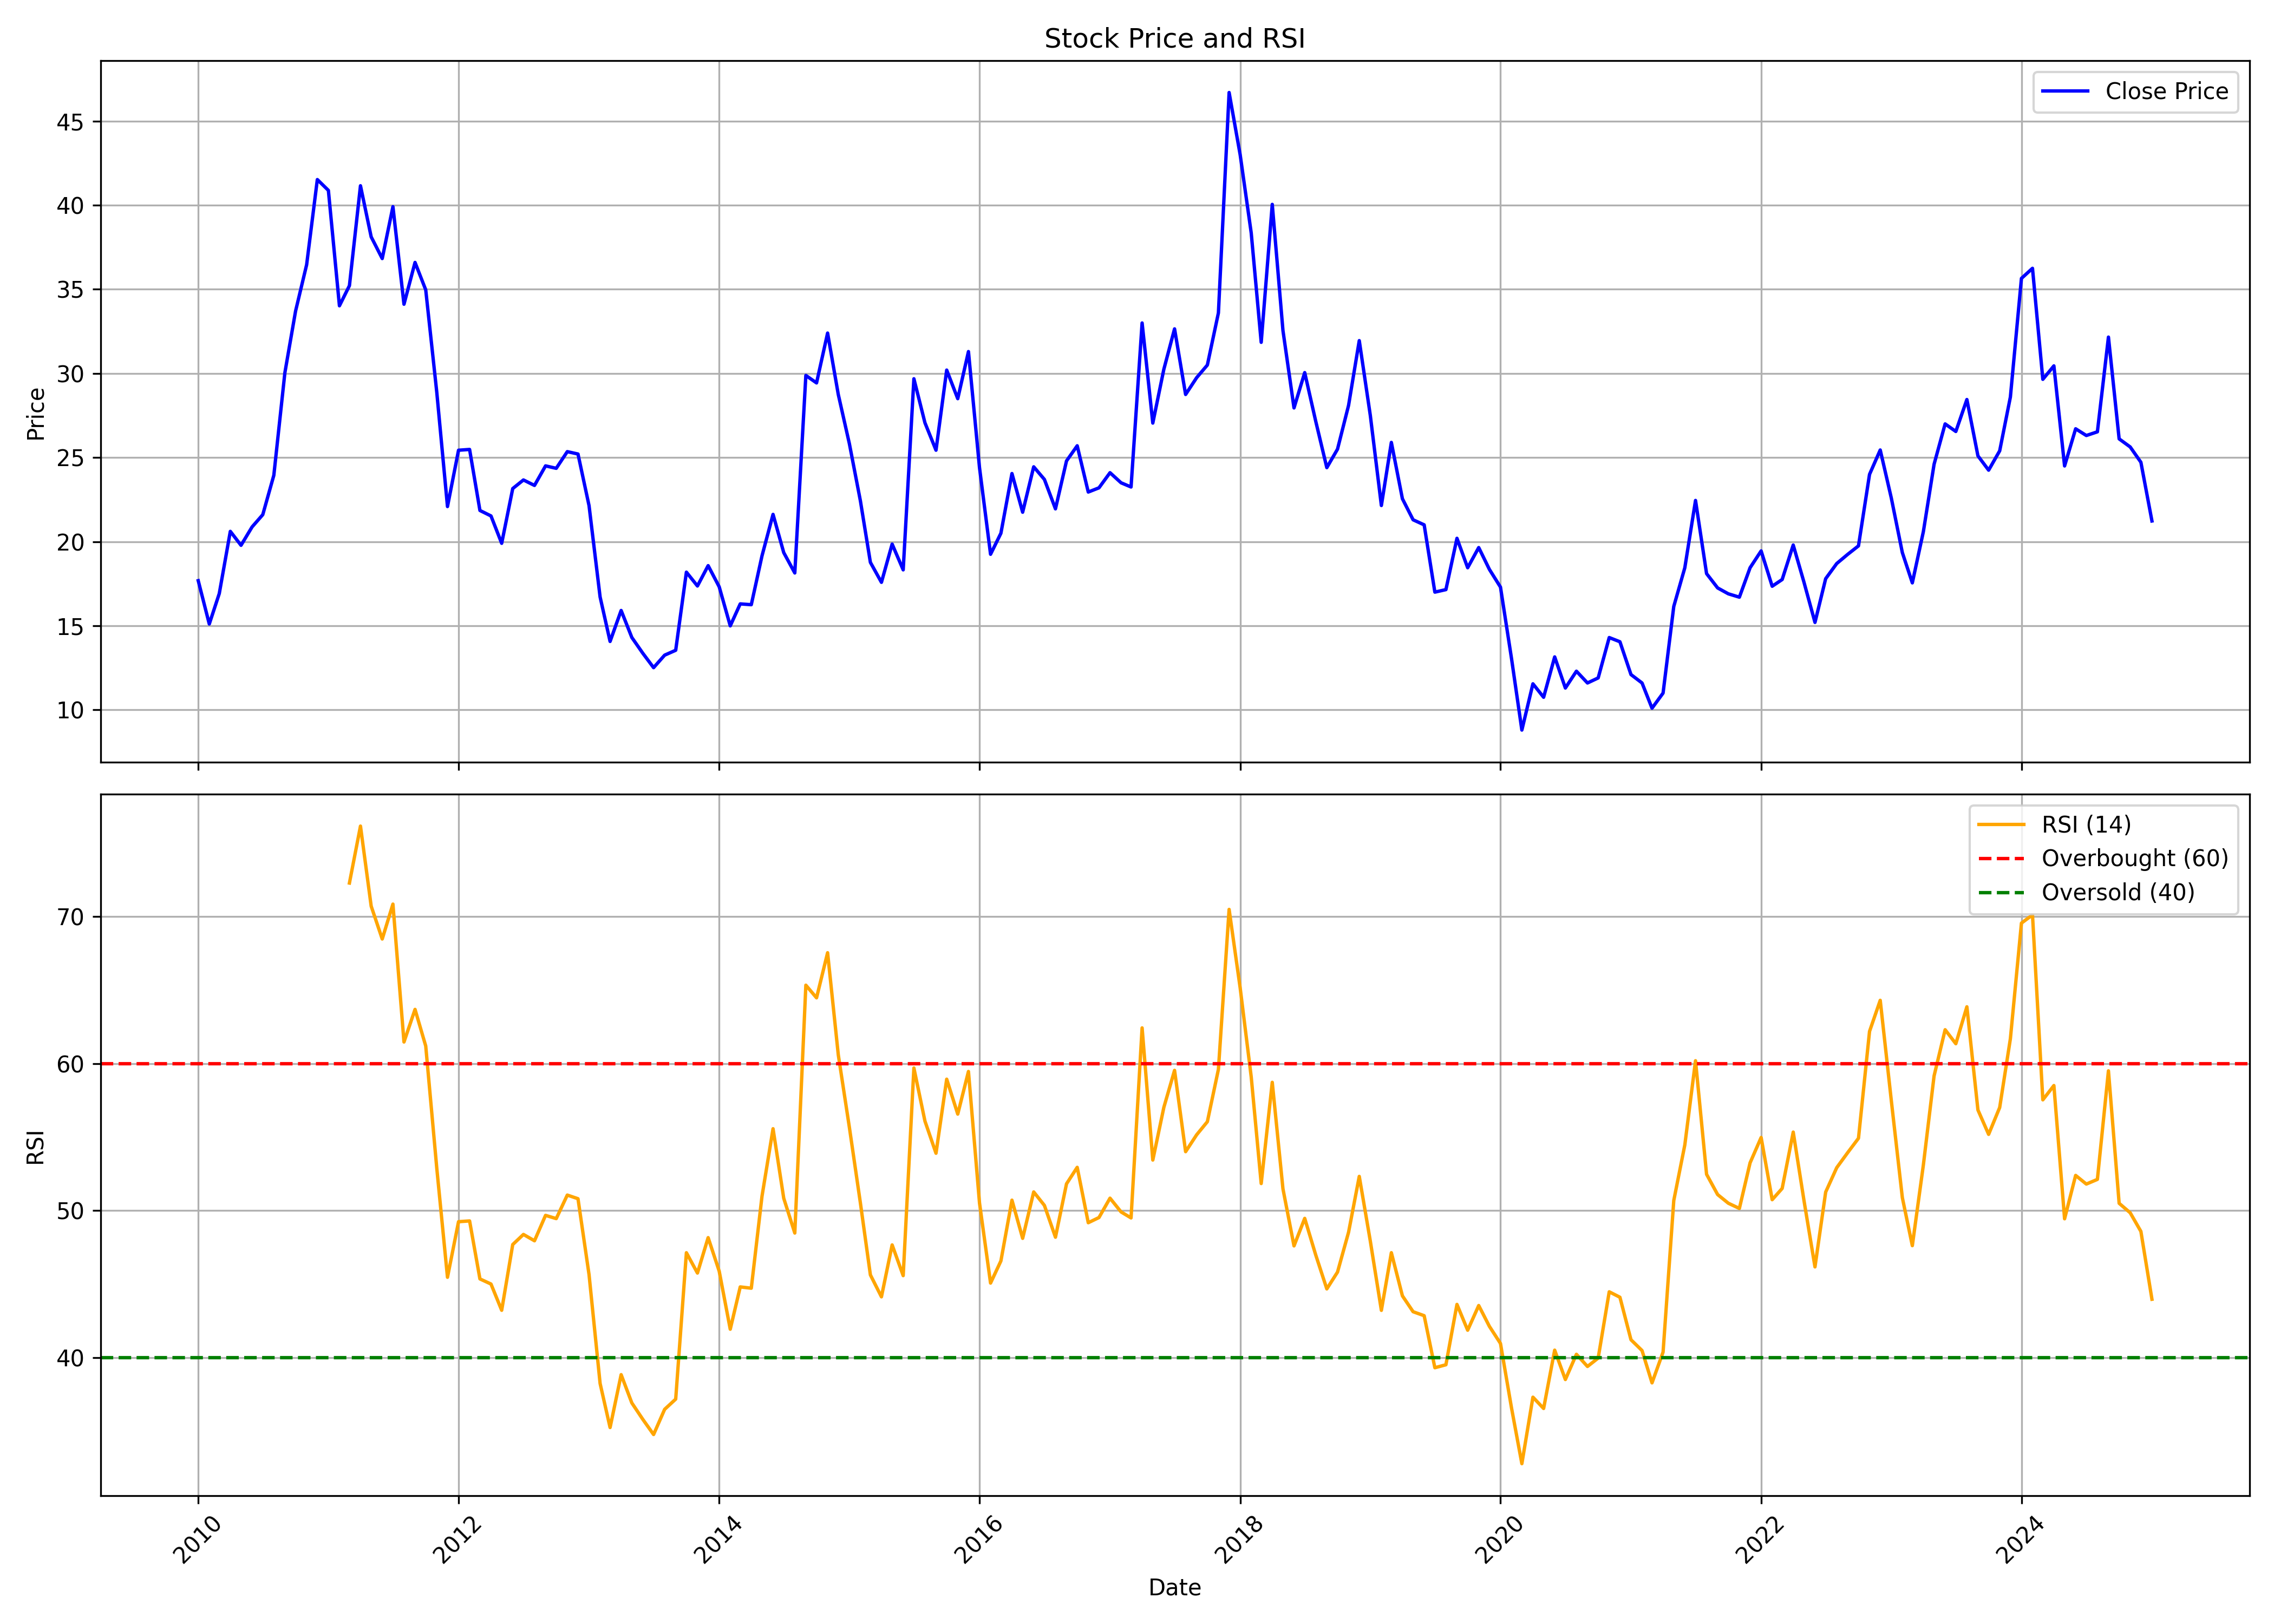 Stock Price and RSI
Close Price
45
40
35
30
25
20
15
10
Price
RSI (14)
Overbought (60)
Oversold (40)
70
60
50
40
RSI
2010
2012
2014
2016
2018
2020
2022
2024
Date